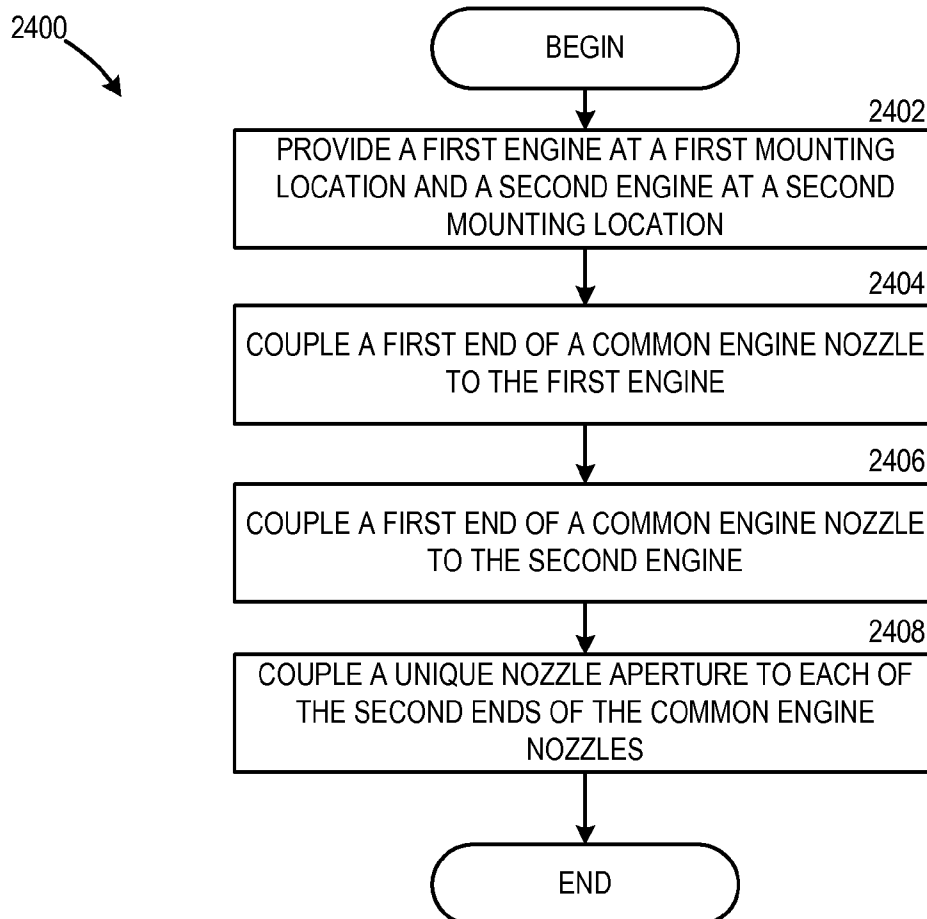 2400
BEGIN
2402
PROVIDE A FIRST ENGINE AT A FIRST MOUNTING
LOCATION AND A SECOND ENGINE AT A SECOND
MOUNTING LOCATION
2404
COUPLE A FIRST END OF A COMMON ENGINE NOZZLE
TO THE FIRST ENGINE
2406
COUPLE A FIRST END OF A COMMON ENGINE NOZZLE
TO THE SECOND ENGINE
2408
COUPLE A UNIQUE NOZZLE APERTURE TO EACH OF
THE SECOND ENDS OF THE COMMON ENGINE
NOZZLES
END